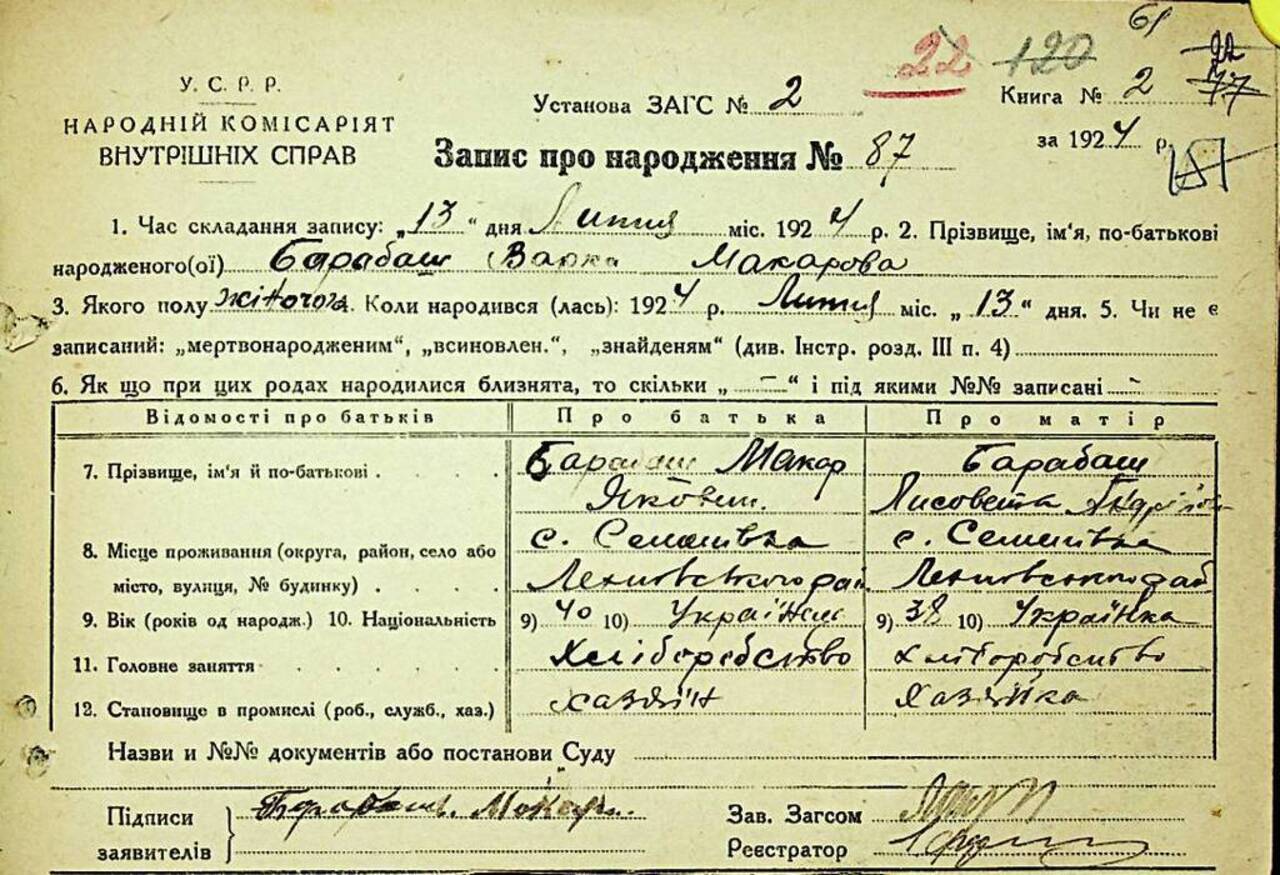 61
22 120 22
У. С. Р. Р. Установа ЗАГС № 2 Книга № 2 77
НАРОДНІЙ КОМІСАРІЯТ за 1924 р.
ВНУТРІШНІХ СПРАВ Запис про народження № 87
1. Час складання запису: „13“ дня Липня міс. 1924 р. 2. Прізвище, ім'я, по-батькові
народженого(ої) Барабаш Варка Макарова
3. Якого полу жіночого 4. Коли народився (лась): 1924 р. Липня міс. „13“ дня. 5. Чи не є
записаний: „мертвонародженим“, „всиновлен.“, „знайденям“ (див. Інстр. розд. III п. 4)
6. Як що при цих родах народилися близнята, то скільки „ – “ і під якими №№ записані -
Відомості про батьків Про батька Про матір
7. Прізвище, ім'я й по-батькові Барабаш Макар Барабаш
Якович. Лисовета
8. Місце проживання (округа, район, село або с. Семенівка с. Семенівка
місто, вулиця, № будинку) Ленинського рай
9. Вік (років од народж.) 10. Національність 9) 40 10) Українець 9) 38 10) Українка
11. Головне заняття Хліборобство Хліборобство
12. Становище в промислі (роб., служб., хаз.) хазяїн Хазяйка
Назви и №№ документів або постанови Суду
Підписи Барабаш. Зав. Загсом
заявителів Реєстратор